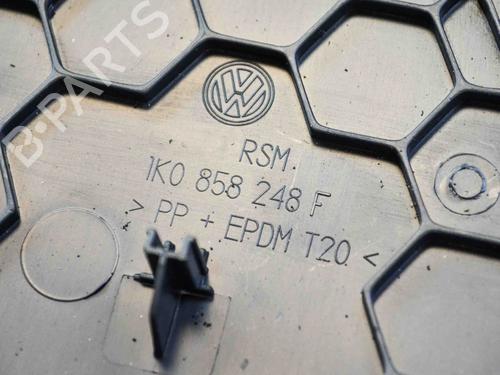 B-PARTS
RSM.
1K0 858 248 F
> PP + EPDM T20 <